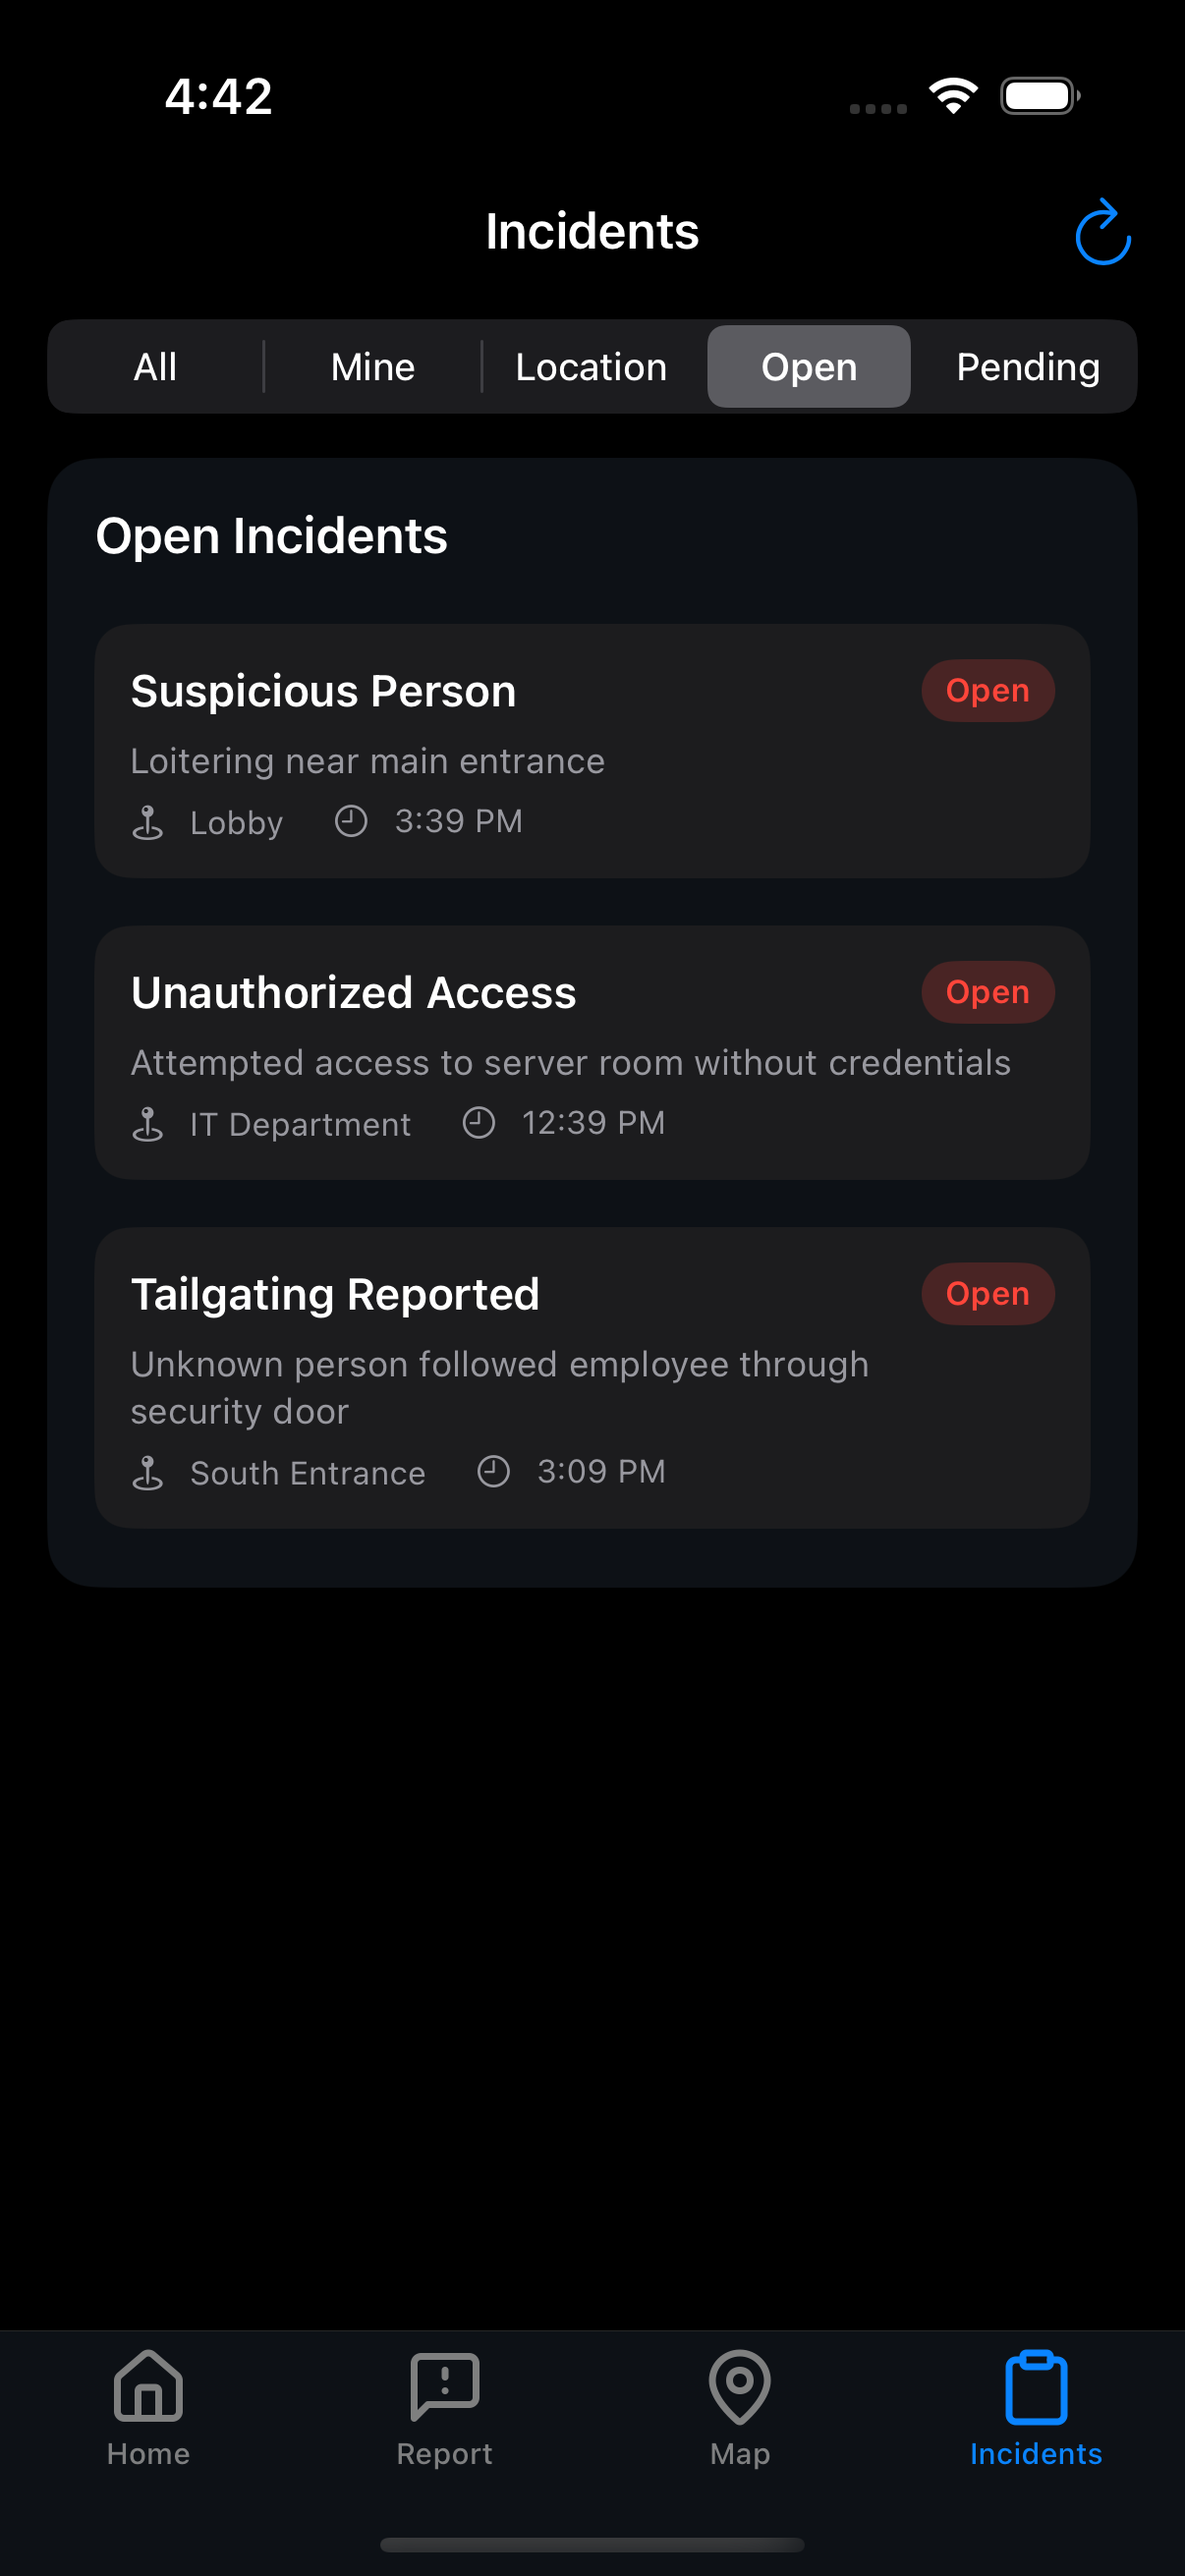 4:42
Incidents
All Mine Location Open Pending
Open Incidents
Suspicious Person Open
Loitering near main entrance
Lobby 3:39 PM
Unauthorized Access Open
Attempted access to server room without credentials
IT Department 12:39 PM
Tailgating Reported Open
Unknown person followed employee through
security door
South Entrance 3:09 PM
Home Report Map Incidents